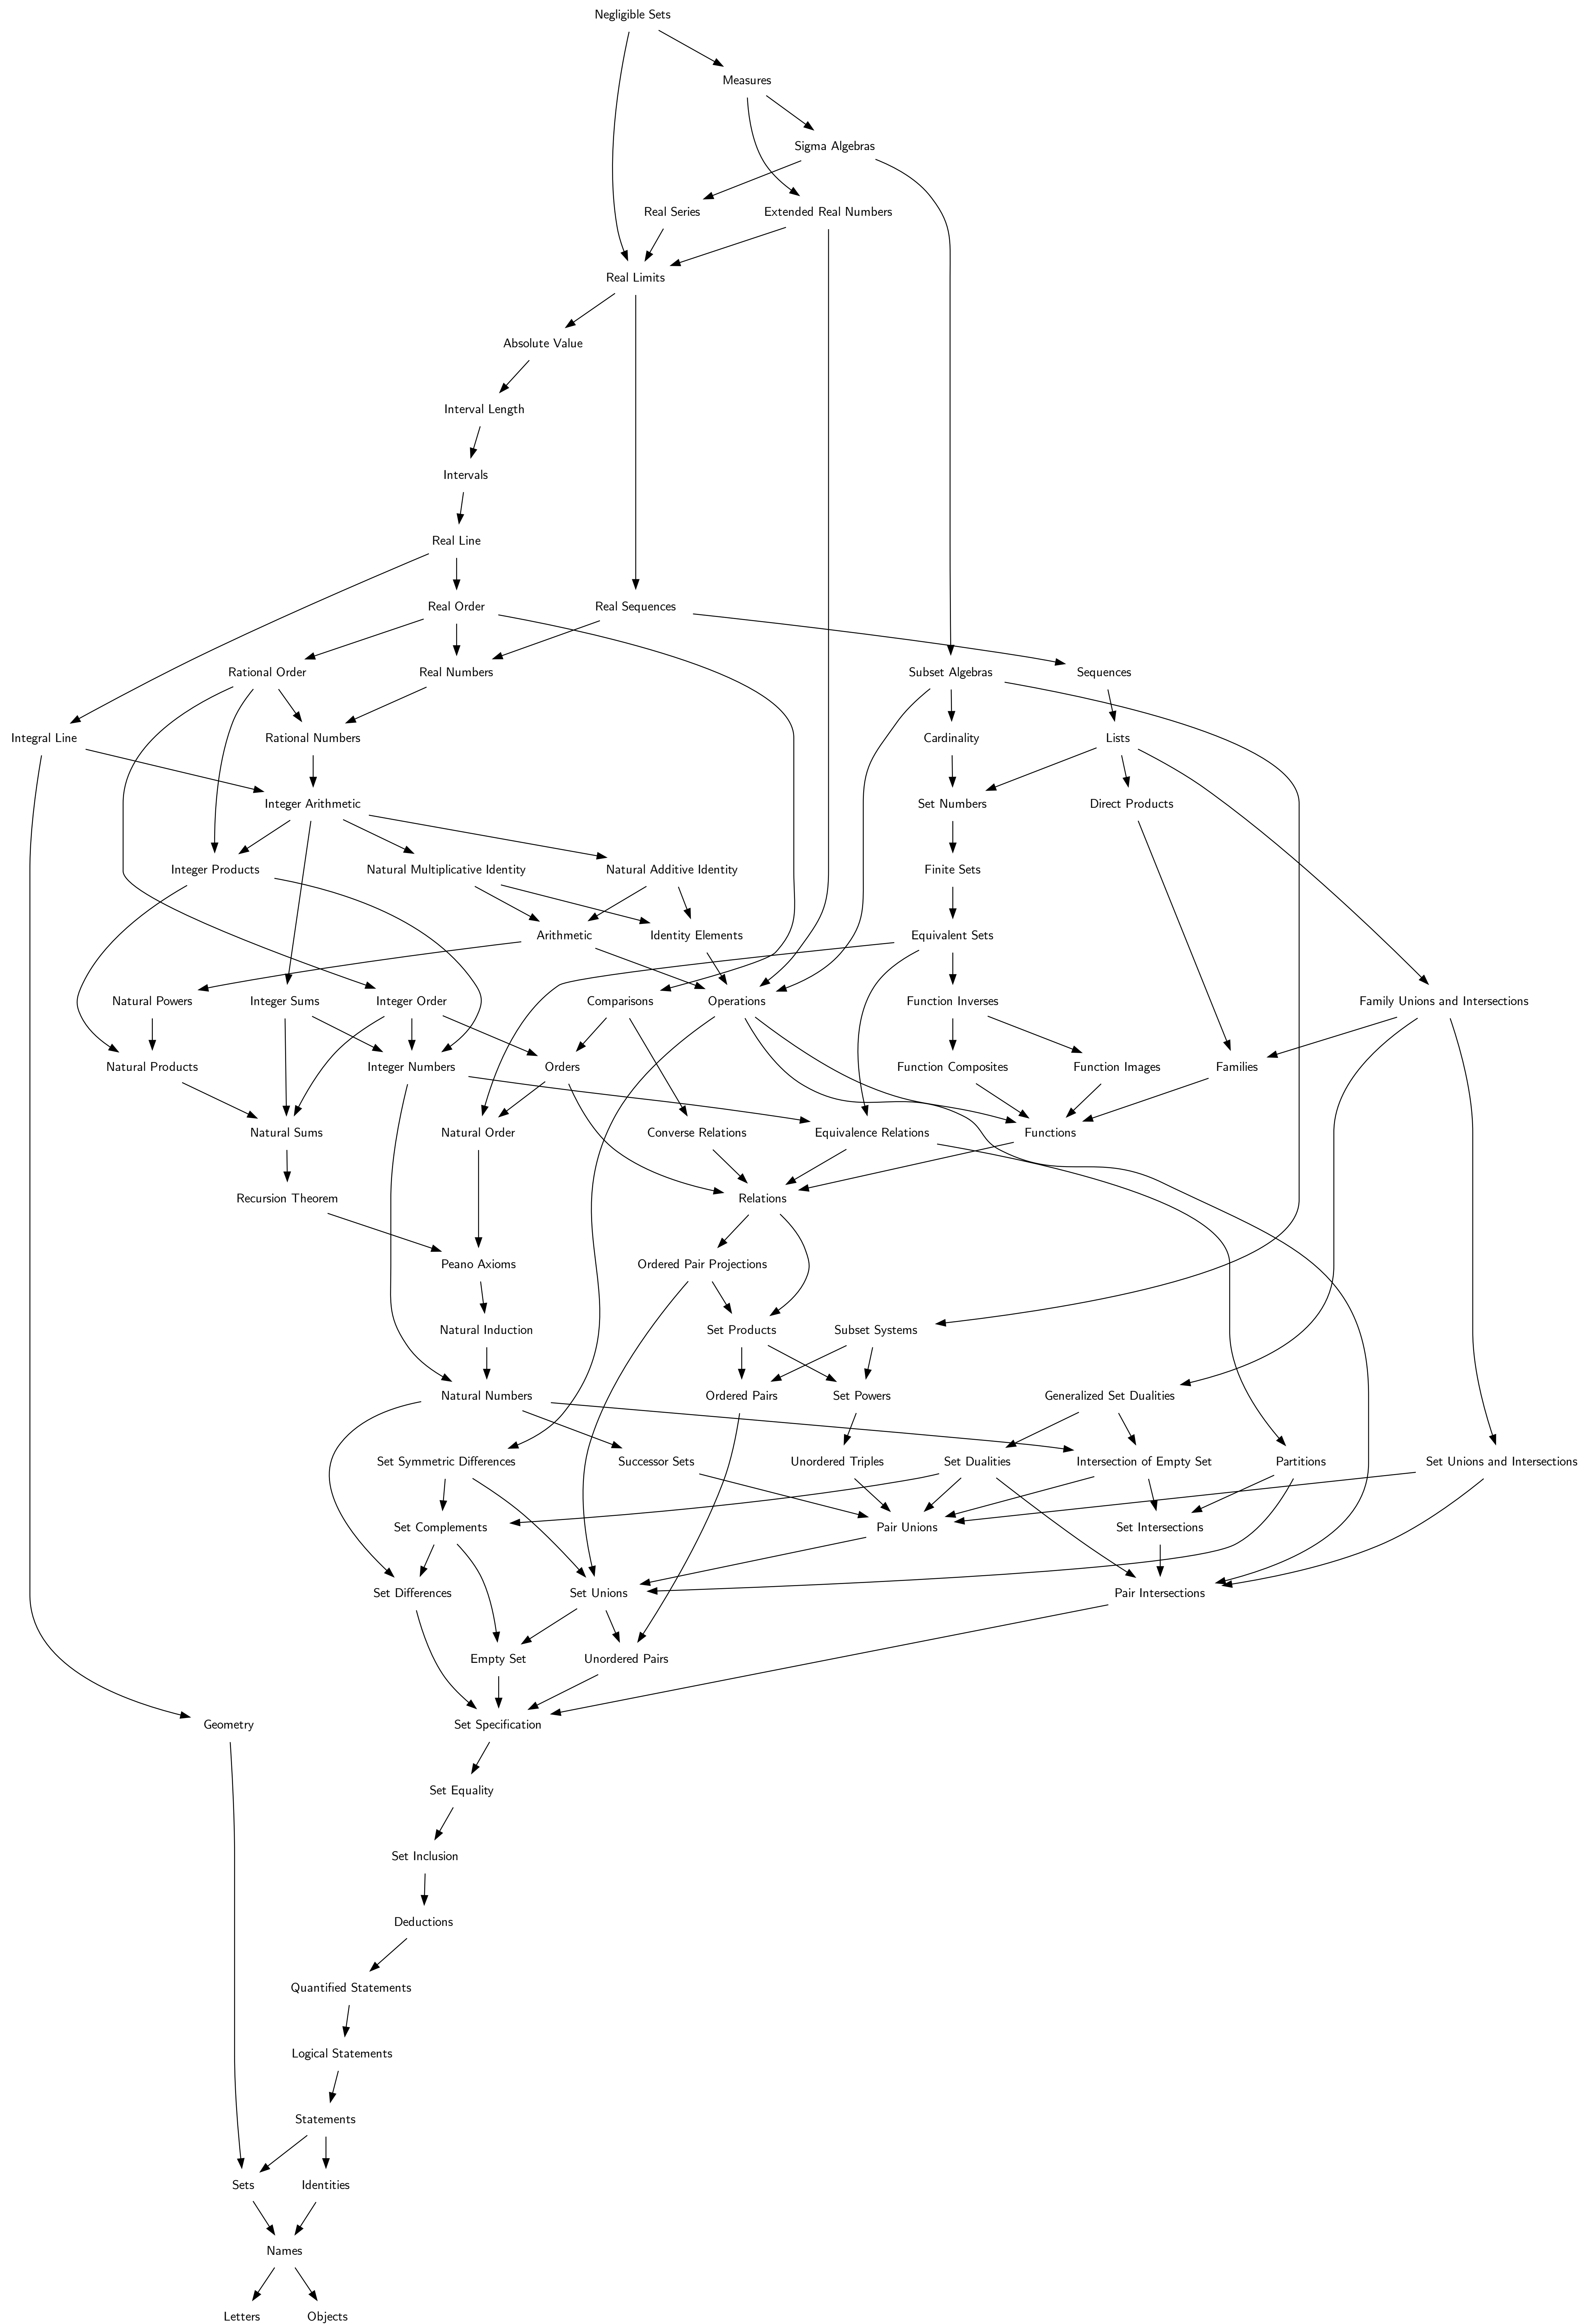 Negligible Sets
Measures
Sigma Algebras
Real Series
Extended Real Numbers
Real Limits
Absolute Value
Interval Length
Intervals
Real Line
Real Order
Real Sequences
Rational Order
Real Numbers
Subset Algebras
Sequences
Integral Line
Rational Numbers
Cardinality
Lists
Integer Arithmetic
Set Numbers
Direct Products
Integer Products
Natural Multiplicative Identity
Natural Additive Identity
Finite Sets
Arithmetic
Identity Elements
Equivalent Sets
Natural Powers
Integer Sums
Integer Order
Comparisons
Operations
Function Inverses
Family Unions and Intersections
Natural Products
Integer Numbers
Orders
Function Composites
Function Images
Families
Natural Sums
Natural Order
Converse Relations
Equivalence Relations
Functions
Recursion Theorem
Relations
Peano Axioms
Ordered Pair Projections
Natural Induction
Set Products
Subset Systems
Natural Numbers
Ordered Pairs
Set Powers
Generalized Set Dualities
Set Symmetric Differences
Successor Sets
Unordered Triples
Set Dualities
Intersection of Empty Set
Partitions
Set Unions and Intersections
Set Complements
Pair Unions
Set Intersections
Set Differences
Set Unions
Pair Intersections
Empty Set
Unordered Pairs
Geometry
Set Specification
Set Equality
Set Inclusion
Deductions
Quantified Statements
Logical Statements
Statements
Sets
Identities
Names
Letters
Objects